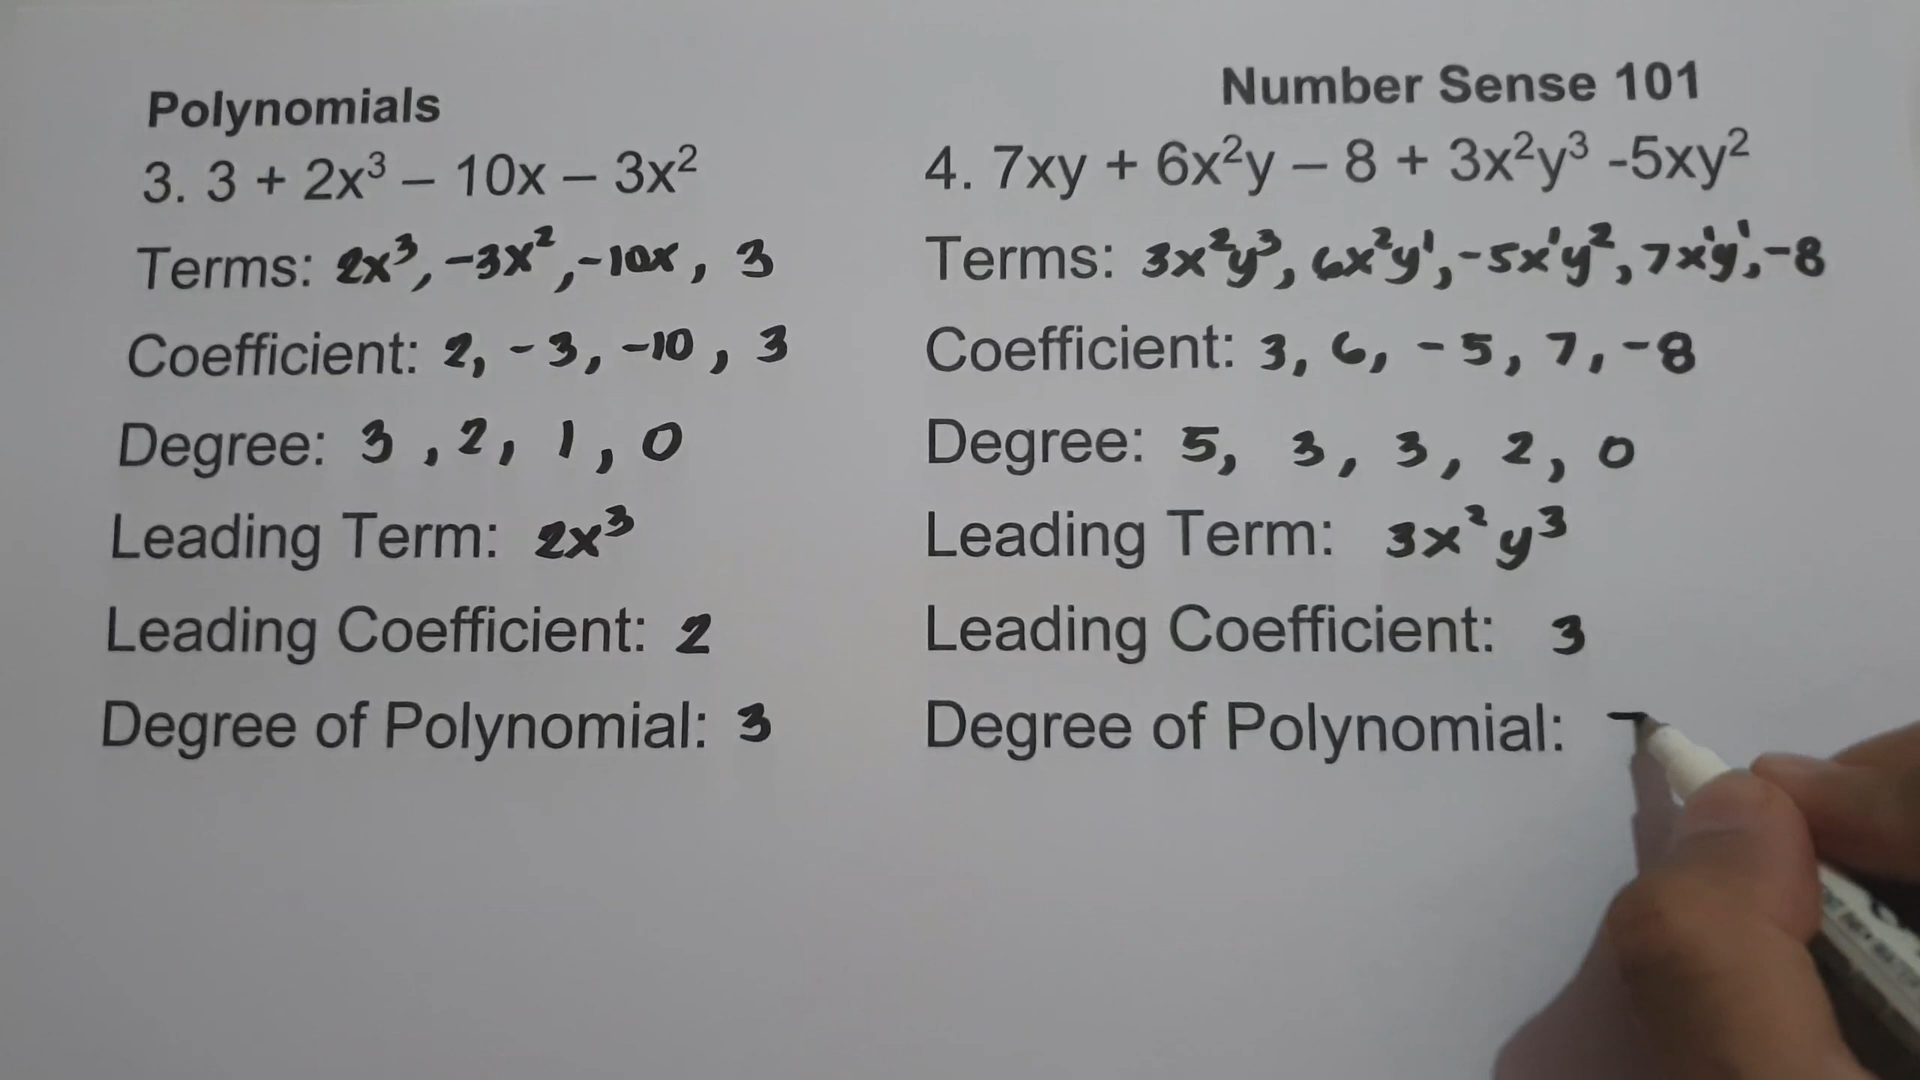 Polynomials
Number Sense 101
3. 3 + 2x³ – 10x – 3x²
Terms: 2x³, -3x², -10x, 3
Coefficient: 2, -3, -10, 3
Degree: 3, 2, 1, 0
Leading Term: 2x³
Leading Coefficient: 2
Degree of Polynomial: 3
4. 7xy + 6x²y – 8 + 3x²y³ -5xy²
Terms: 3x²y³, 6x²y¹, -5x¹y², 7x¹y¹, -8
Coefficient: 3, 6, -5, 7, -8
Degree: 5, 3, 3, 2, 0
Leading Term: 3x²y³
Leading Coefficient: 3
Degree of Polynomial: